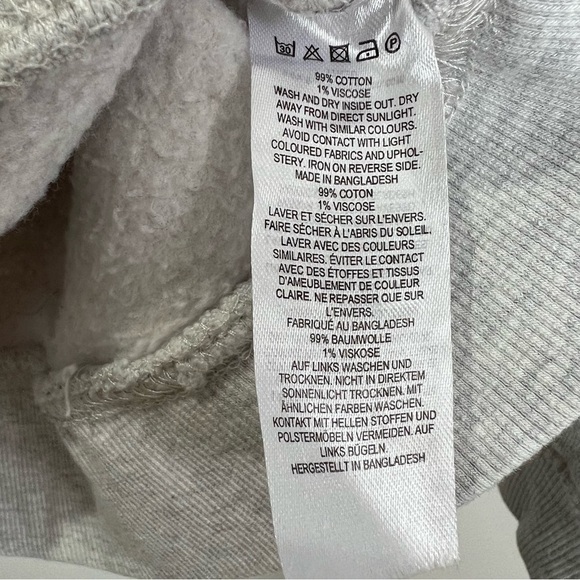 30 P
99% COTTON
1% VISCOSE
WASH AND DRY INSIDE OUT. DRY
AWAY FROM DIRECT SUNLIGHT.
WASH WITH SIMILAR COLOURS.
AVOID CONTACT WITH LIGHT
COLOURED FABRICS AND UPHOL-
STERY. IRON ON REVERSE SIDE.
MADE IN BANGLADESH
99% COTON
1% VISCOSE
LAVER ET SÉCHER SUR L'ENVERS.
FAIRE SÉCHER À L'ABRIS DU SOLEIL.
LAVER AVEC DES COULEURS
SIMILAIRES. ÉVITER LE CONTACT
AVEC DES ÉTOFFES ET TISSUS
D'AMEUBLEMENT DE COULEUR
CLAIRE. NE REPASSER QUE SUR
L'ENVERS.
FABRIQUÉ AU BANGLADESH
99% BAUMWOLLE
1% VISKOSE
AUF LINKS WASCHEN UND
TROCKNEN. NICHT IN DIREKTEM
SONNENLICHT TROCKNEN. MIT
ÄHNLICHEN FARBEN WASCHEN.
KONTAKT MIT HELLEN STOFFEN UND
POLSTERMÖBELN VERMEIDEN. AUF
LINKS BÜGELN.
HERGESTELLT IN BANGLADESH